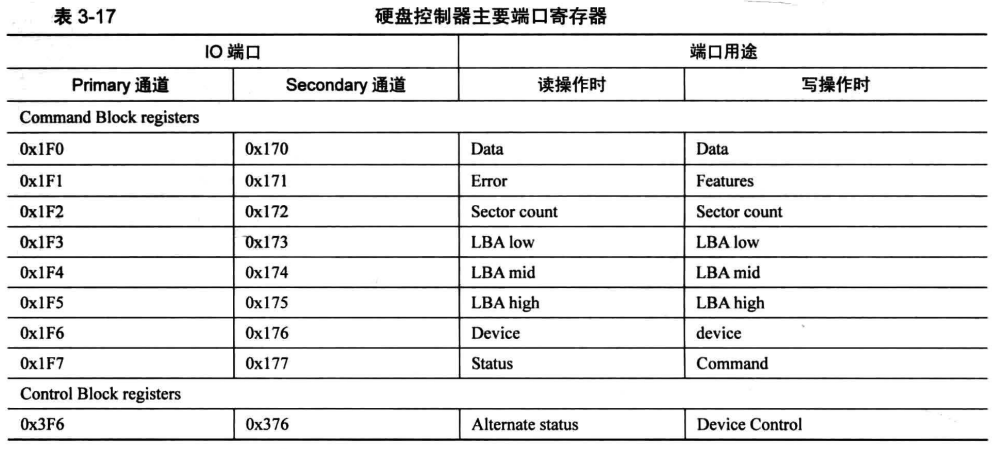 表 3-17 硬盘控制器主要端口寄存器
IO 端口 端口用途
Primary 通道 Secondary 通道 读操作时 写操作时
Command Block registers
0x1F0 0x170 Data Data
0x1F1 0x171 Error Features
0x1F2 0x172 Sector count Sector count
0x1F3 0x173 LBA low LBA low
0x1F4 0x174 LBA mid LBA mid
0x1F5 0x175 LBA high LBA high
0x1F6 0x176 Device device
0x1F7 0x177 Status Command
Control Block registers
0x3F6 0x376 Alternate status Device Control